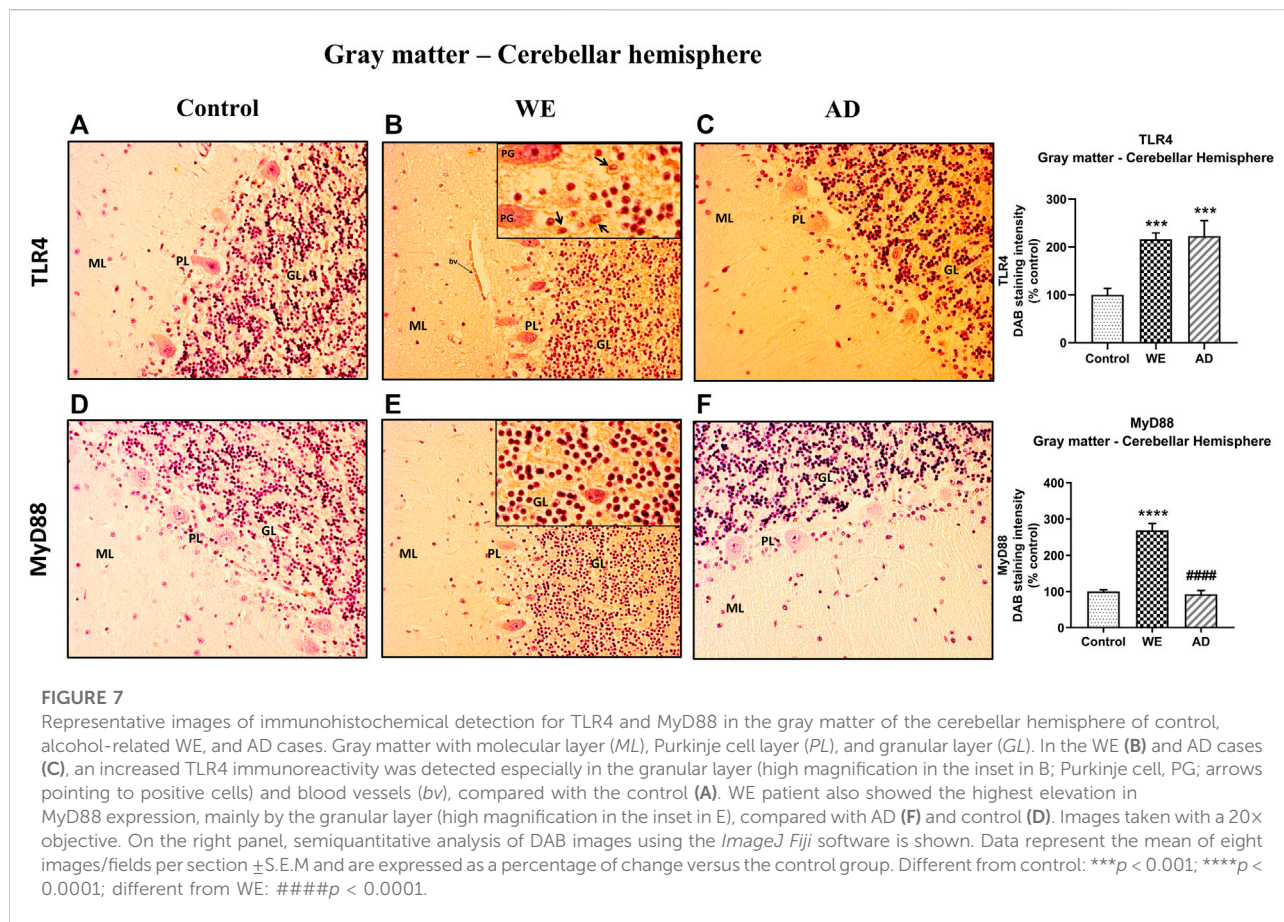 Gray matter – Cerebellar hemisphere
Control
WE
AD
TLR4
A
ML
PL
GL
B
PG
PG
bv
ML
PL
GL
C
ML
PL
GL
TLR4
Gray matter - Cerebellar Hemisphere
TLR4
DAB staining intensity
(% control)
300
200
100
0
***
***
Control
WE
AD
MyD88
D
ML
PL
GL
E
GL
ML
PL
GL
F
GL
PL
ML
MyD88
Gray matter - Cerebellar Hemisphere
MyD88
DAB staining intensity
(% control)
400
300
200
100
0
****
####
Control
WE
AD
FIGURE 7
Representative images of immunohistochemical detection for TLR4 and MyD88 in the gray matter of the cerebellar hemisphere of control,
alcohol-related WE, and AD cases. Gray matter with molecular layer (ML), Purkinje cell layer (PL), and granular layer (GL). In the WE (B) and AD cases
(C), an increased TLR4 immunoreactivity was detected especially in the granular layer (high magnification in the inset in B; Purkinje cell, PG; arrows
pointing to positive cells) and blood vessels (bv), compared with the control (A). WE patient also showed the highest elevation in
MyD88 expression, mainly by the granular layer (high magnification in the inset in E), compared with AD (F) and control (D). Images taken with a 20×
objective. On the right panel, semiquantitative analysis of DAB images using the ImageJ Fiji software is shown. Data represent the mean of eight
images/fields per section ±S.E.M and are expressed as a percentage of change versus the control group. Different from control: ***p < 0.001; ****p <
0.0001; different from WE: ####p < 0.0001.